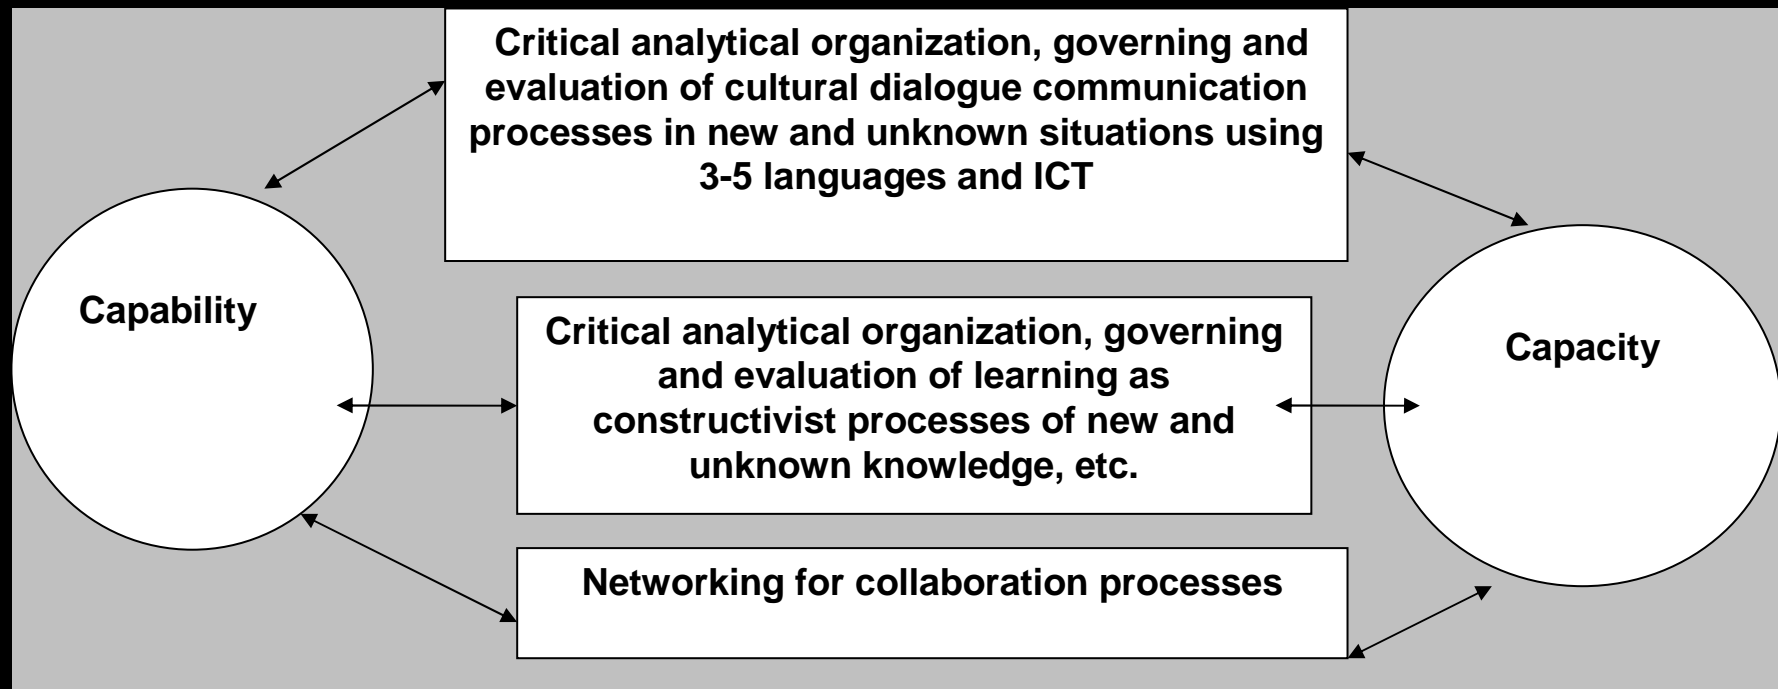 Critical analytical organization, governing and
evaluation of cultural dialogue communication
processes in new and unknown situations using
3-5 languages and ICT
Capability
Critical analytical organization, governing
and evaluation of learning as
constructivist processes of new and
unknown knowledge, etc.
Capacity
Networking for collaboration processes